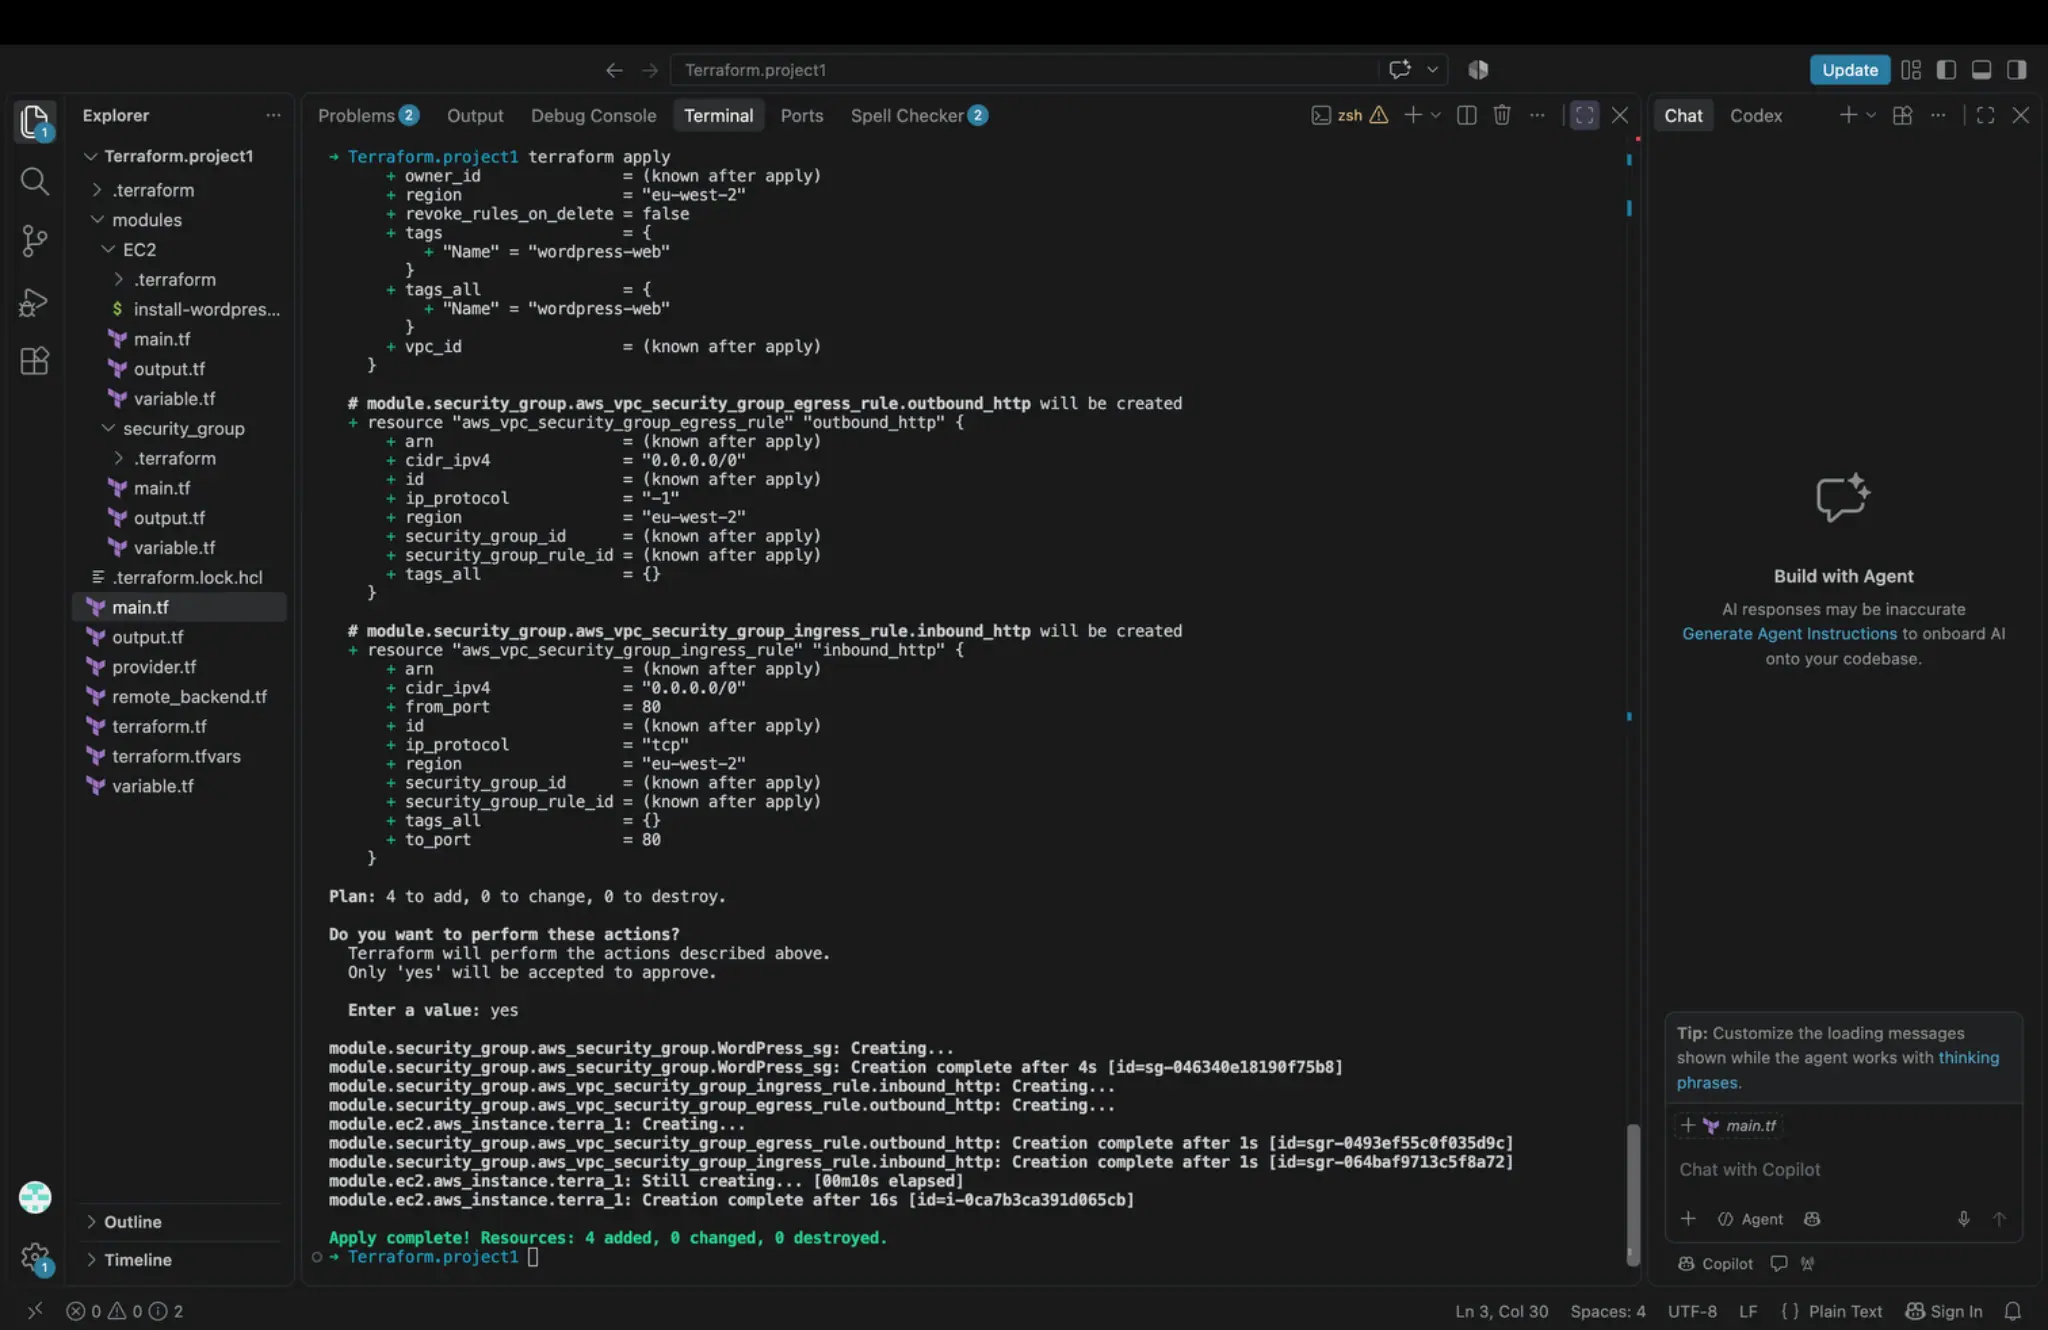 Terraform.project1
Update
Explorer
Terraform.project1
.terraform
modules
EC2
.terraform
$ install-wordpres...
main.tf
output.tf
variable.tf
security_group
.terraform
main.tf
output.tf
variable.tf
.terraform.lock.hcl
main.tf
output.tf
provider.tf
remote_backend.tf
terraform.tf
terraform.tfvars
variable.tf
Outline
Timeline
1
1
Problems 2 Output Debug Console Terminal Ports Spell Checker 2 zsh
→ Terraform.project1 terraform apply
+ owner_id = (known after apply)
+ region = "eu-west-2"
+ revoke_rules_on_delete = false
+ tags = {
+ "Name" = "wordpress-web"
}
+ tags_all = {
+ "Name" = "wordpress-web"
}
+ vpc_id = (known after apply)
}
# module.security_group.aws_vpc_security_group_egress_rule.outbound_http will be created
+ resource "aws_vpc_security_group_egress_rule" "outbound_http" {
+ arn = (known after apply)
+ cidr_ipv4 = "0.0.0.0/0"
+ id = (known after apply)
+ ip_protocol = "-1"
+ region = "eu-west-2"
+ security_group_id = (known after apply)
+ security_group_rule_id = (known after apply)
+ tags_all = {}
}
# module.security_group.aws_vpc_security_group_ingress_rule.inbound_http will be created
+ resource "aws_vpc_security_group_ingress_rule" "inbound_http" {
+ arn = (known after apply)
+ cidr_ipv4 = "0.0.0.0/0"
+ from_port = 80
+ id = (known after apply)
+ ip_protocol = "tcp"
+ region = "eu-west-2"
+ security_group_id = (known after apply)
+ security_group_rule_id = (known after apply)
+ tags_all = {}
+ to_port = 80
}
Plan: 4 to add, 0 to change, 0 to destroy.
Do you want to perform these actions?
Terraform will perform the actions described above.
Only 'yes' will be accepted to approve.
Enter a value: yes
module.security_group.aws_security_group.WordPress_sg: Creating...
module.security_group.aws_security_group.WordPress_sg: Creation complete after 4s [id=sg-046340e18190f75b8]
module.security_group.aws_vpc_security_group_ingress_rule.inbound_http: Creating...
module.security_group.aws_vpc_security_group_egress_rule.outbound_http: Creating...
module.ec2.aws_instance.terra_1: Creating...
module.security_group.aws_vpc_security_group_egress_rule.outbound_http: Creation complete after 1s [id=sgr-0493ef55c0f035d9c]
module.security_group.aws_vpc_security_group_ingress_rule.inbound_http: Creation complete after 1s [id=sgr-064baf9713c5f8a72]
module.ec2.aws_instance.terra_1: Still creating... [00m10s elapsed]
module.ec2.aws_instance.terra_1: Creation complete after 16s [id=i-0ca7b3ca391d065cb]
Apply complete! Resources: 4 added, 0 changed, 0 destroyed.
→ Terraform.project1
Chat Codex
Build with Agent
AI responses may be inaccurate
Generate Agent Instructions to onboard AI
onto your codebase.
Tip: Customize the loading messages
shown while the agent works with thinking
phrases.
main.tf
Chat with Copilot
Agent
Copilot
0 0 2
Ln 3, Col 30 Spaces: 4 UTF-8 LF { } Plain Text Sign In